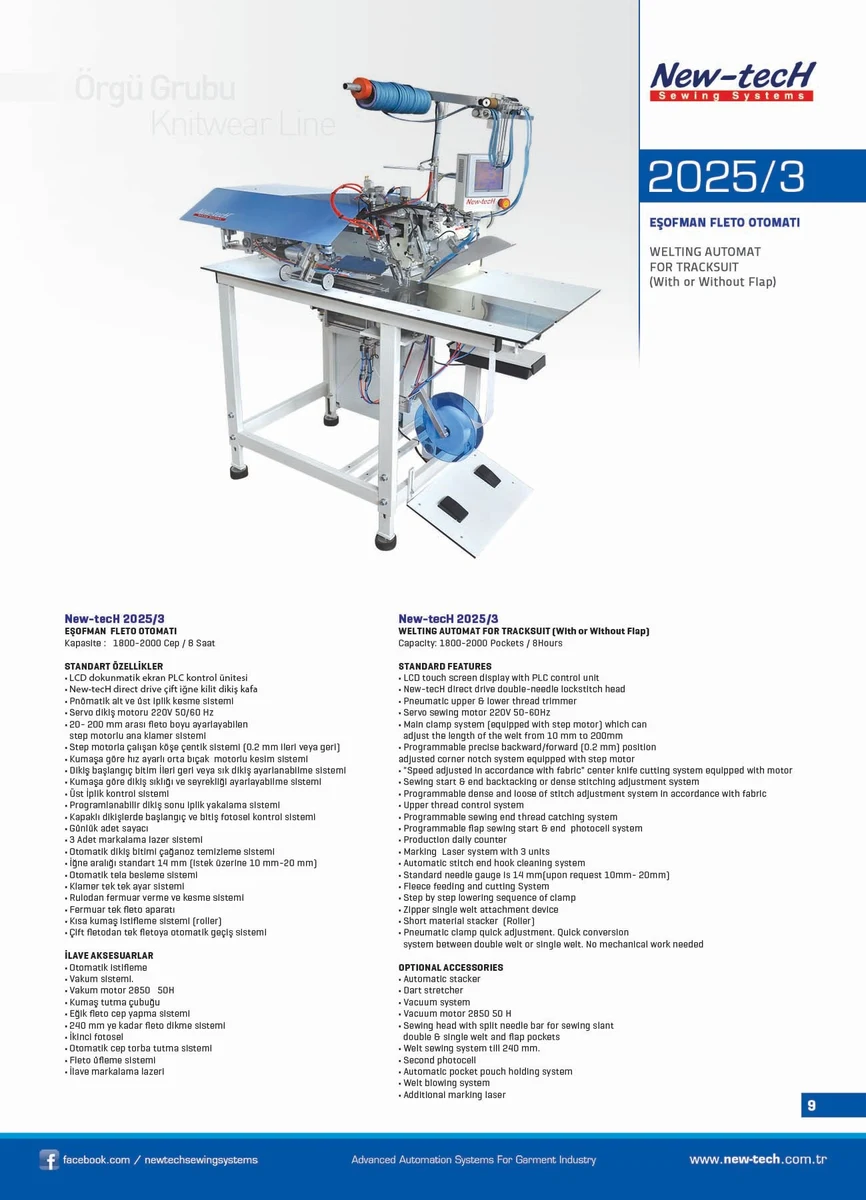 Örgü Grubu
Knitwear Line
New-tecH
Sewing Systems
2025/3
EŞOFMAN FLETO OTOMATI
WELTING AUTOMAT
FOR TRACKSUIT
(With or Without Flap)
New-tecH
New-tecH 2025/3
EŞOFMAN FLETO OTOMATI
Kapasite : 1800-2000 Cep / 8 Saat
STANDART ÖZELLİKLER
• LCD dokunmatik ekran PLC kontrol ünitesi
• New-tecH direct drive çift iğne kilit dikiş kafa
• Pnömatik alt ve üst iplik kesme sistemi
• Servo dikiş motoru 220V 50/60 Hz
• 20- 200 mm arası fleto boyu ayarlayabilen
step motorlu ana klamer sistemi
• Step motorla çalışan köşe çentik sistemi (0.2 mm ileri veya geri)
• Kumaşa göre hız ayarlı orta bıçak motorlu kesim sistemi
• Dikiş başlangıç bitim ileri geri veya sık dikiş ayarlanabilme sistemi
• Kumaşa göre dikiş sıklığı ve seyrekliği ayarlayabilme sistemi
• Üst İplik kontrol sistemi
• Programlanabilir dikiş sonu iplik yakalama sistemi
• Kapaklı dikişlerde başlangıç ve bitiş fotosel kontrol sistemi
• Günlük adet sayacı
• 3 Adet markalama lazer sistemi
• Otomatik dikiş bitimi çağanoz temizleme sistemi
• İğne aralığı standart 14 mm (istek üzerine 10 mm-20 mm)
• Otomatik tela besleme sistemi
• Klamer tek tek ayar sistemi
• Rulodan fermuar verme ve kesme sistemi
• Fermuar tek fleto aparatı
• Kısa kumaş istifleme sistemi (roller)
• Çift fletodan tek fletoya otomatik geçiş sistemi
İLAVE AKSESUARLAR
• Otomatik istifleme
• Vakum sistemi.
• Vakum motor 2850 50H
• Kumaş tutma çubuğu
• Eğik fleto cep yapma sistemi
• 240 mm ye kadar fleto dikme sistemi
• İkinci fotosel
• Otomatik cep torba tutma sistemi
• Fleto üfleme sistemi
• İlave markalama lazeri
New-tecH 2025/3
WELTING AUTOMAT FOR TRACKSUIT (With or Without Flap)
Capacity: 1800-2000 Pockets / 8Hours
STANDARD FEATURES
• LCD touch screen display with PLC control unit
• New-tecH direct drive double-needle lockstitch head
• Pneumatic upper & lower thread trimmer
• Servo sewing motor 220V 50-60Hz
• Main clamp system (equipped with step motor) which can
adjust the length of the welt from 10 mm to 200mm
• Programmable precise backward/forward (0.2 mm) position
adjusted corner notch system equipped with step motor
• "Speed adjusted in accordance with fabric" center knife cutting system equipped with motor
• Sewing start & end backtacking or dense stitching adjustment system
• Programmable dense and loose of stitch adjustment system in accordance with fabric
• Upper thread control system
• Programmable sewing end thread catching system
• Programmable flap sewing start & end photocell system
• Production daily counter
• Marking Laser system with 3 units
• Automatic stitch end hook cleaning system
• Standard needle gauge is 14 mm(upon request 10mm- 20mm)
• Fleece feeding and cutting System
• Step by step lowering sequence of clamp
• Zipper single welt attachment device
• Short material stacker (Roller)
• Pneumatic clamp quick adjustment. Quick conversion
system between double welt or single welt. No mechanical work needed
OPTIONAL ACCESSORIES
• Automatic stacker
• Dart stretcher
• Vacuum system
• Vacuum motor 2850 50 H
• Sewing head with split needle bar for sewing slant
double & single welt and flap pockets
• Welt sewing system till 240 mm.
• Second photocell
• Automatic pocket pouch holding system
• Welt blowing system
• Additional marking laser
9
facebook.com / newtechsewingsystems
Advanced Automation Systems For Garment Industry
www.new-tech.com.tr